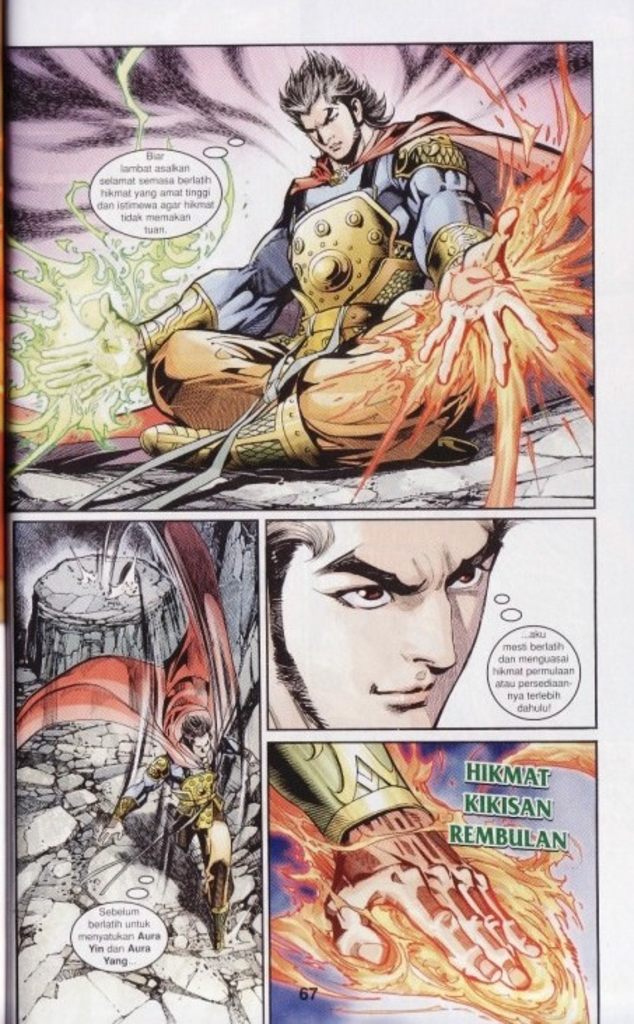 Biar
lambat asalkan
selamat semasa berlatih
hikmat yang amat tinggi
dan istimewa agar hikmat
tidak memakan
tuan.
Sebelum
berlatih untuk
menyatukan Aura
Yin dan Aura
Yang...
...aku
mesti berlatih
dan menguasai
hikmat permulaan
atau persediaan-
nya terlebih
dahulu!
HIKMAT
KIKISAN
REMBULAN
67